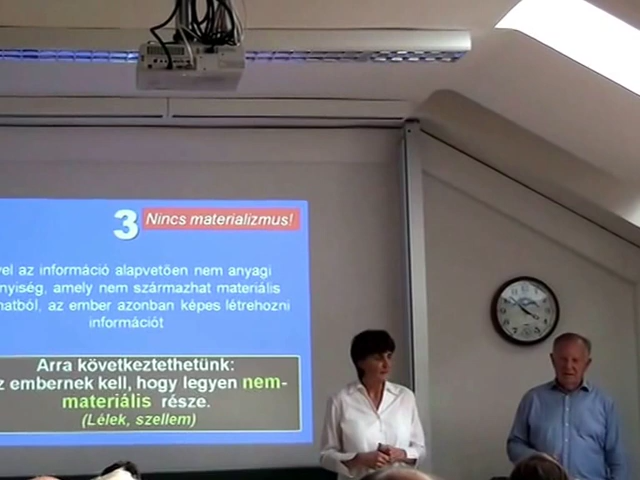 3 Nincs materializmus!
az információ alapvetően nem anyagi
amely nem származhat materiális
az ember azonban képes létrehozni
információt
Arra következtethetünk:
embernek kell, hogy legyen nem-
materiális része.
(Lélek, szellem)